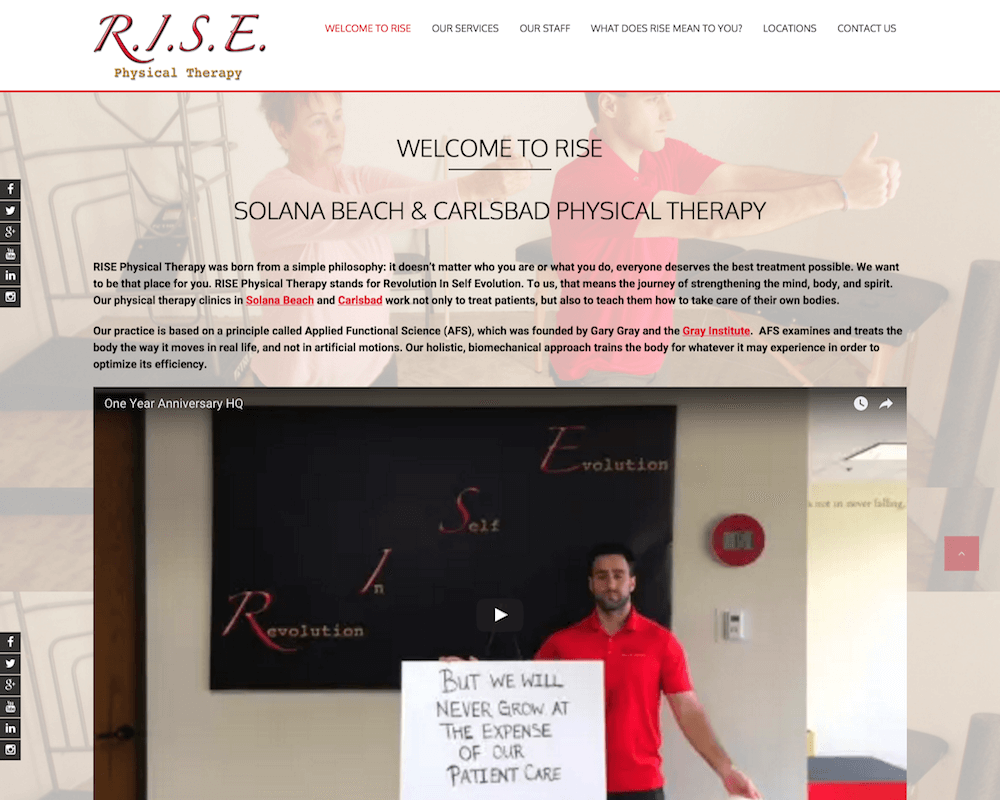 R.I.S.E.
Physical Therapy
WELCOME TO RISE
OUR SERVICES
OUR STAFF
WHAT DOES RISE MEAN TO YOU?
LOCATIONS
CONTACT US
WELCOME TO RISE
SOLANA BEACH & CARLSBAD PHYSICAL THERAPY
RISE Physical Therapy was born from a simple philosophy: it doesn't matter who you are or what you do, everyone deserves the best treatment possible. We want
to be that place for you. RISE Physical Therapy stands for Revolution In Self Evolution. To us, that means the journey of strengthening the mind, body, and spirit.
Our physical therapy clinics in Solana Beach and Carlsbad work not only to treat patients, but also to teach them how to take care of their own bodies.
Our practice is based on a principle called Applied Functional Science (AFS), which was founded by Gary Gray and the Gray Institute.  AFS examines and treats the
body the way it moves in real life, and not in artificial motions. Our holistic, biomechanical approach trains the body for whatever it may experience in order to
optimize its efficiency.
One Year Anniversary HQ
Evolution
Self
In
Revolution
not in never falling,
BUT WE WILL
NEVER GROW AT
THE EXPENSE
OF OUR
PATIENT CARE